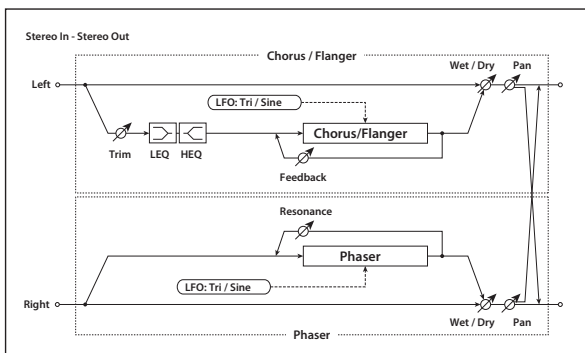 Stereo In - Stereo Out
Chorus / Flanger
Wet / Dry Pan
Left
LFO: Tri / Sine
Chorus/Flanger
Trim LEQ HEQ
Feedback
Resonance
Phaser
LFO: Tri / Sine
Right
Wet / Dry Pan
Phaser